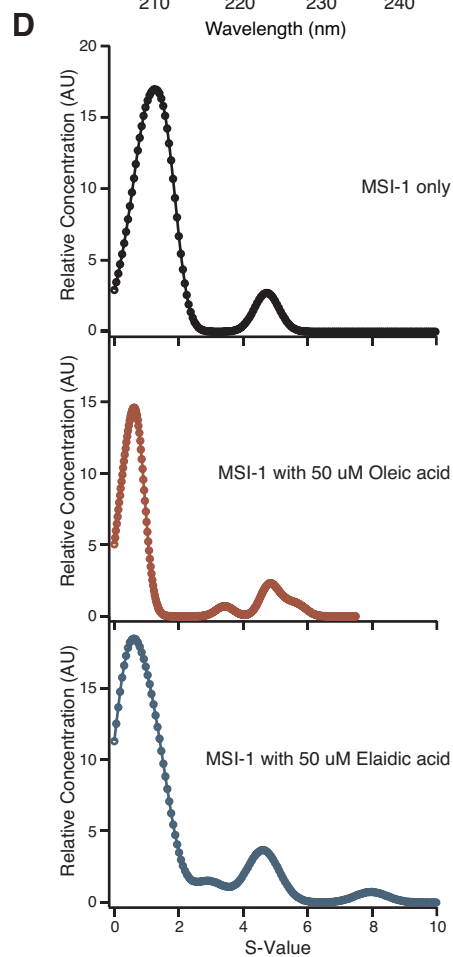 210 220 230 240
Wavelength (nm)
D
20
15
10
5
0
Relative Concentration (AU)
MSI-1 only
15
10
5
0
Relative Concentration (AU)
MSI-1 with 50 uM Oleic acid
15
10
5
0
Relative Concentration (AU)
MSI-1 with 50 uM Elaidic acid
0 2 4 6 8 10
S-Value